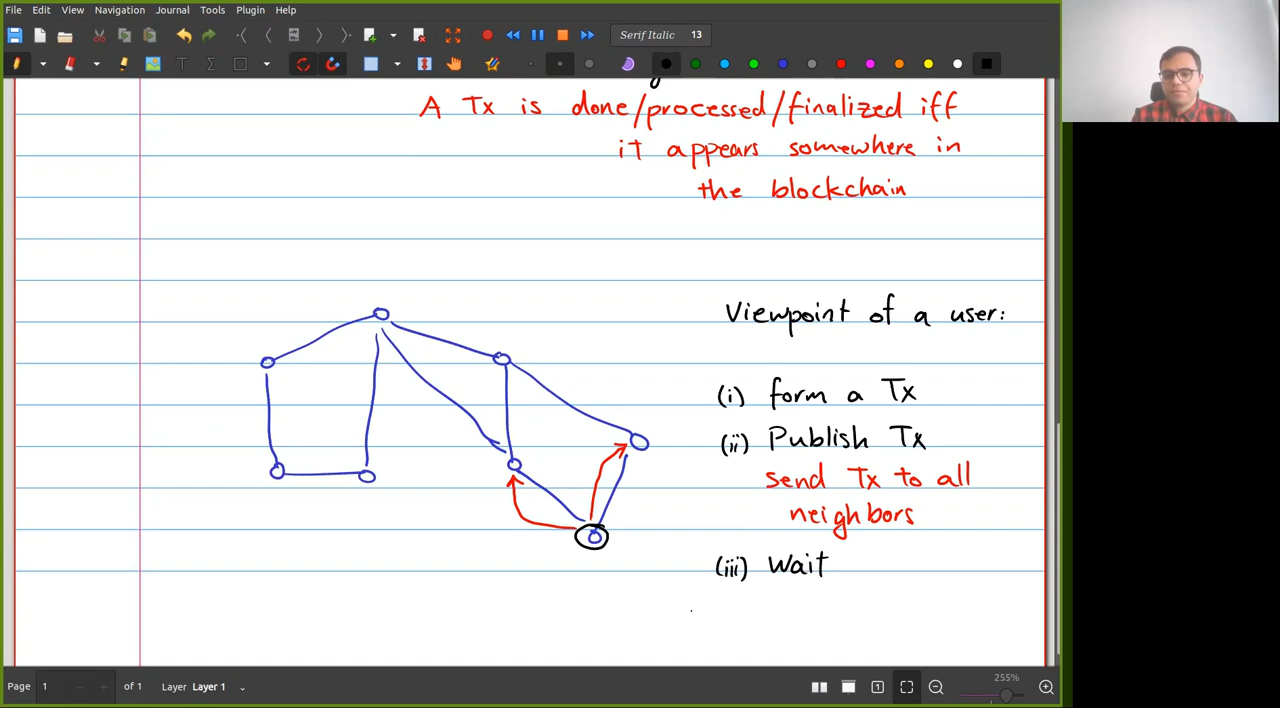 File Edit View Navigation Journal Tools Plugin Help
Serif Italic 13
A Tx is done/processed/finalized iff
it appears somewhere in
the blockchain
Viewpoint of a user:
(i) form a Tx
(ii) Publish Tx
send Tx to all
neighbors
(iii) Wait
Page 1 of 1 Layer Layer 1 255%